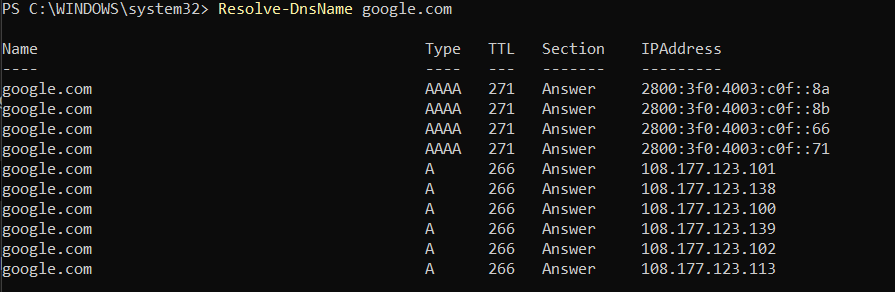 PS C:\WINDOWS\system32> Resolve-DnsName google.com
Name Type TTL Section IPAddress
---- ---- --- ------- ---------
google.com AAAA 271 Answer 2800:3f0:4003:c0f::8a
google.com AAAA 271 Answer 2800:3f0:4003:c0f::8b
google.com AAAA 271 Answer 2800:3f0:4003:c0f::66
google.com AAAA 271 Answer 2800:3f0:4003:c0f::71
google.com A 266 Answer 108.177.123.101
google.com A 266 Answer 108.177.123.138
google.com A 266 Answer 108.177.123.100
google.com A 266 Answer 108.177.123.139
google.com A 266 Answer 108.177.123.102
google.com A 266 Answer 108.177.123.113